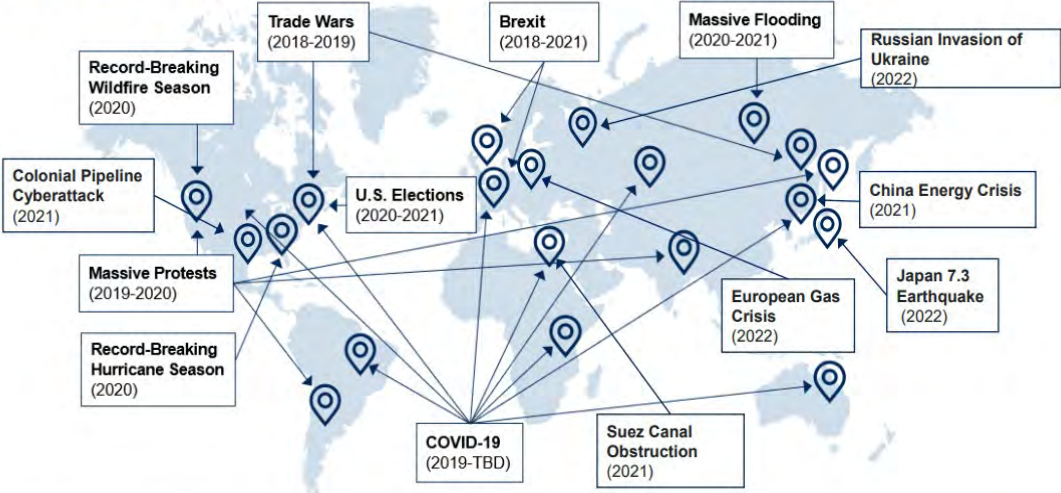 Trade Wars
(2018-2019)
Brexit
(2018-2021)
Massive Flooding
(2020-2021)
Russian Invasion of
Ukraine
(2022)
Record-Breaking
Wildfire Season
(2020)
Colonial Pipeline
Cyberattack
(2021)
U.S. Elections
(2020-2021)
China Energy Crisis
(2021)
Massive Protests
(2019-2020)
European Gas
Crisis
(2022)
Japan 7.3
Earthquake
(2022)
Record-Breaking
Hurricane Season
(2020)
COVID-19
(2019-TBD)
Suez Canal
Obstruction
(2021)